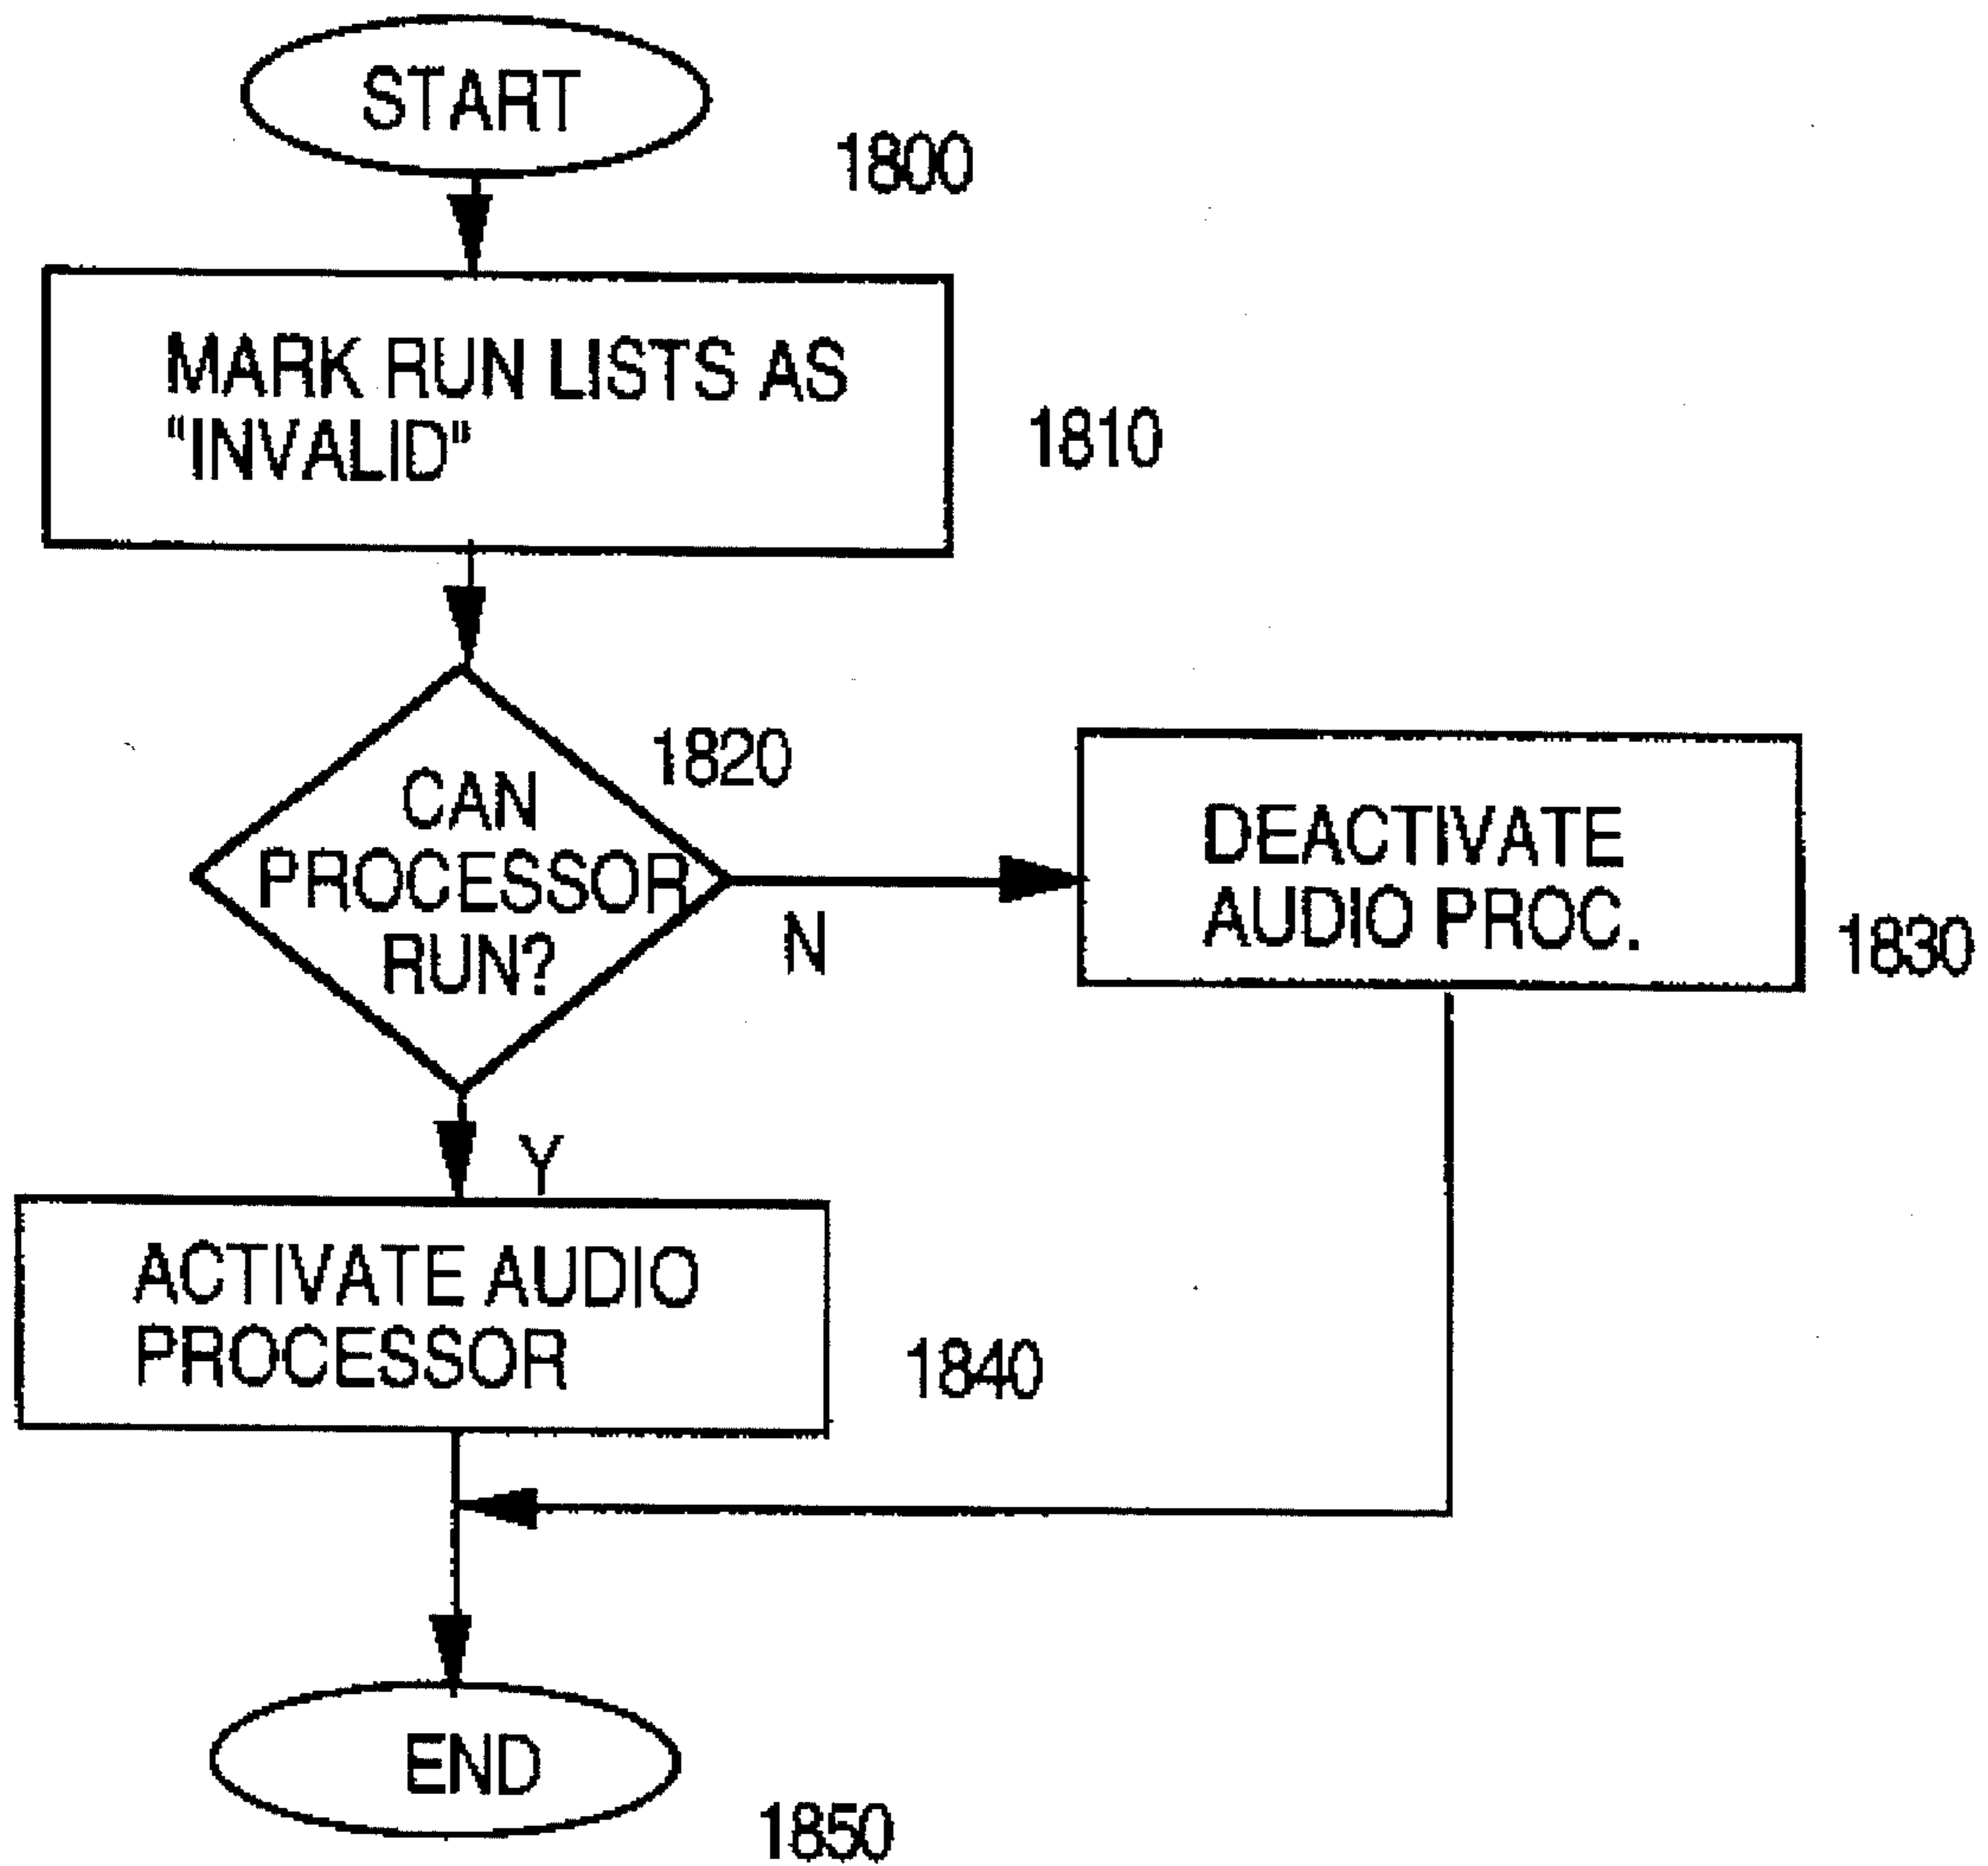 START
1800
MARK RUN LISTS AS
"INVALID"
1810
1820
CAN
PROCESSOR
RUN?
N
DEACTIVATE
AUDIO PROC.
1830
Y
ACTIVATE AUDIO
PROCESSOR
1840
END
1850